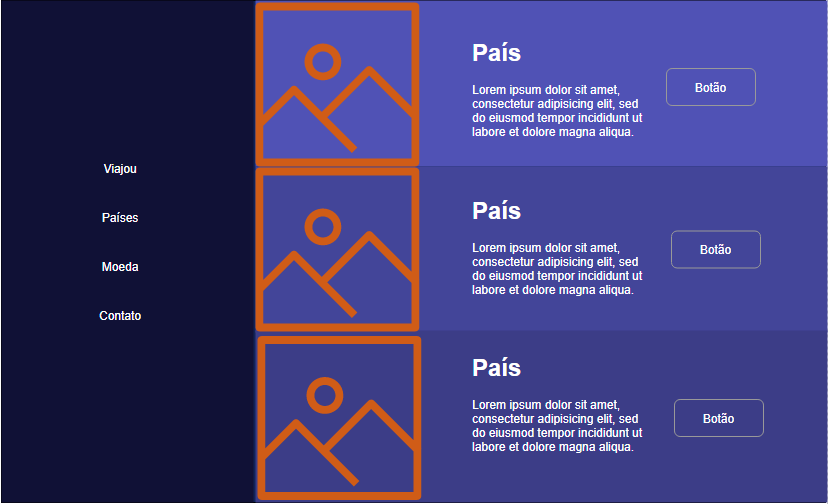 Viajou
Países
Moeda
Contato
País
Lorem ipsum dolor sit amet,
consectetur adipisicing elit, sed
do eiusmod tempor incididunt ut
labore et dolore magna aliqua.
Botão
País
Lorem ipsum dolor sit amet,
consectetur adipisicing elit, sed
do eiusmod tempor incididunt ut
labore et dolore magna aliqua.
Botão
País
Lorem ipsum dolor sit amet,
consectetur adipisicing elit, sed
do eiusmod tempor incididunt ut
labore et dolore magna aliqua.
Botão